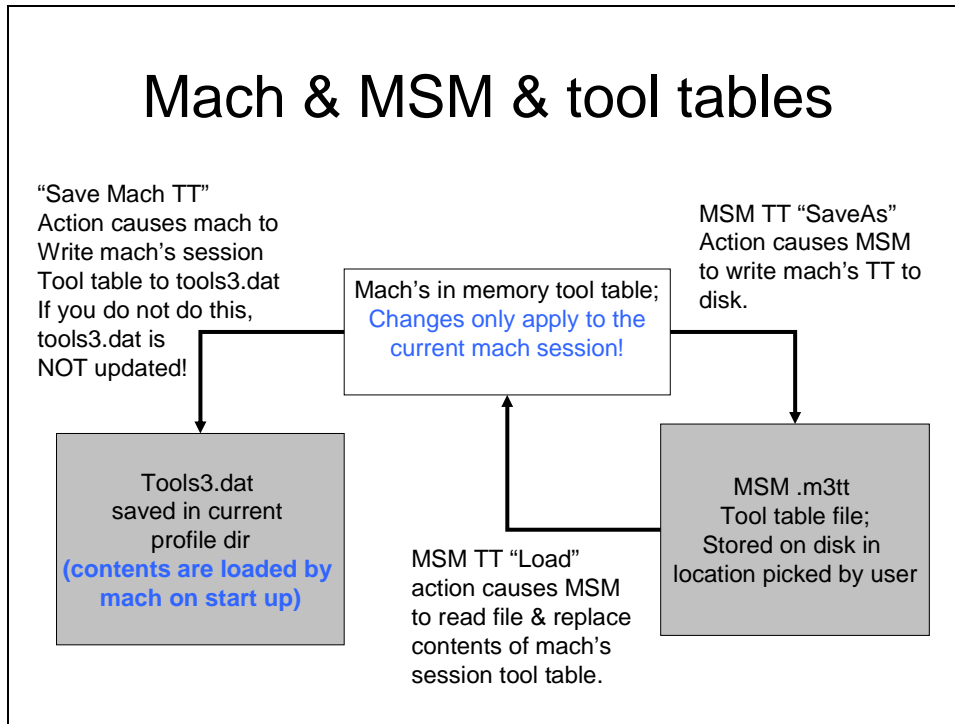 Mach & MSM & tool tables
“Save Mach TT”
Action causes mach to
Write mach’s session
Tool table to tools3.dat
If you do not do this,
tools3.dat is
NOT updated!
Mach’s in memory tool table;
Changes only apply to the
current mach session!
MSM TT “SaveAs”
Action causes MSM
to write mach’s TT to
disk.
Tools3.dat
saved in current
profile dir
(contents are loaded by
mach on start up)
MSM TT “Load”
action causes MSM
to read file & replace
contents of mach’s
session tool table.
MSM .m3tt
Tool table file;
Stored on disk in
location picked by user